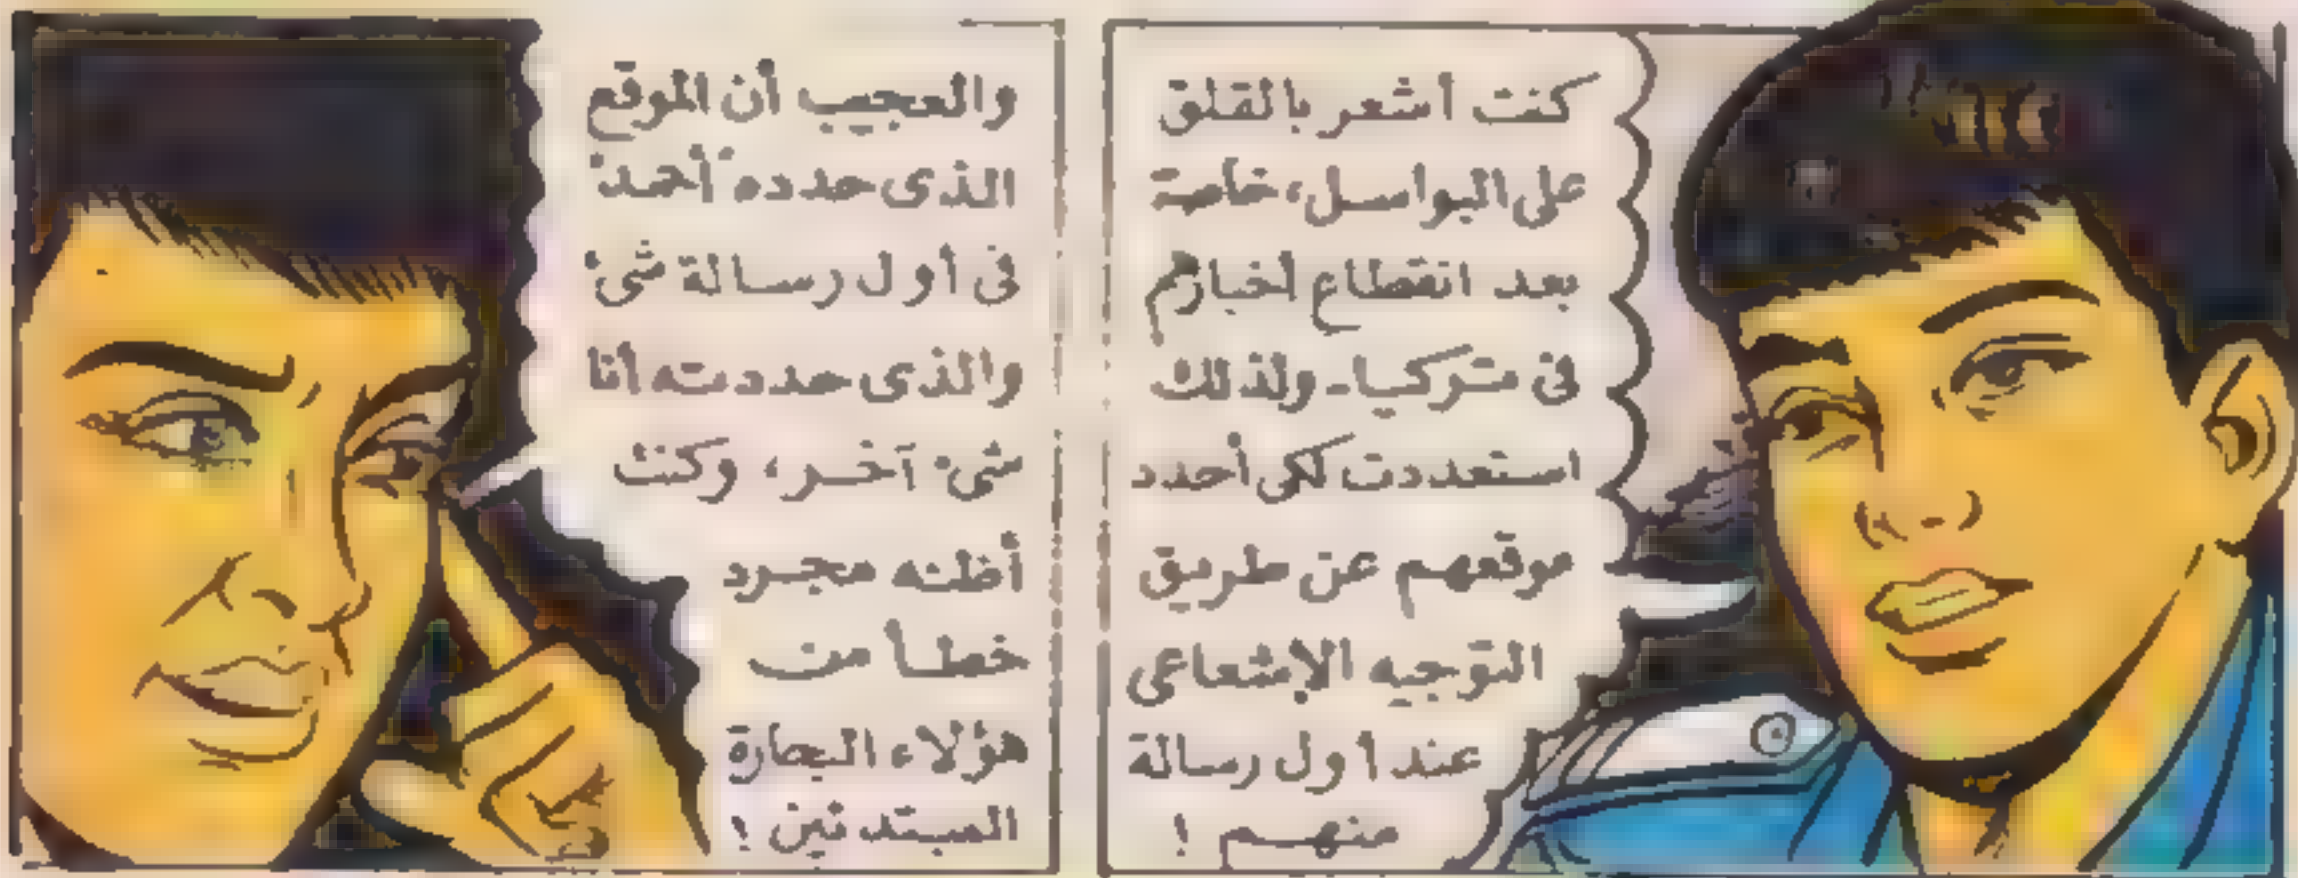 كنت أشعر بالقلق
على البواسل، خاصة
بعد انقطاع أخبارهم
فى تركيا ـ ولذلك
استعددت لكى أحدد
موقعهم عن طريق
التوجيه الإشعاعى
عند أول رسالة
منهم !
والعجيب أن الموقع
الذى حدده "أحمد"
فى أول رسالة شىء
والذى حددته أنا
شىء آخر، وكنت
أظنه مجرد
خطأ من
هؤلاء البحارة
المبتدئين !